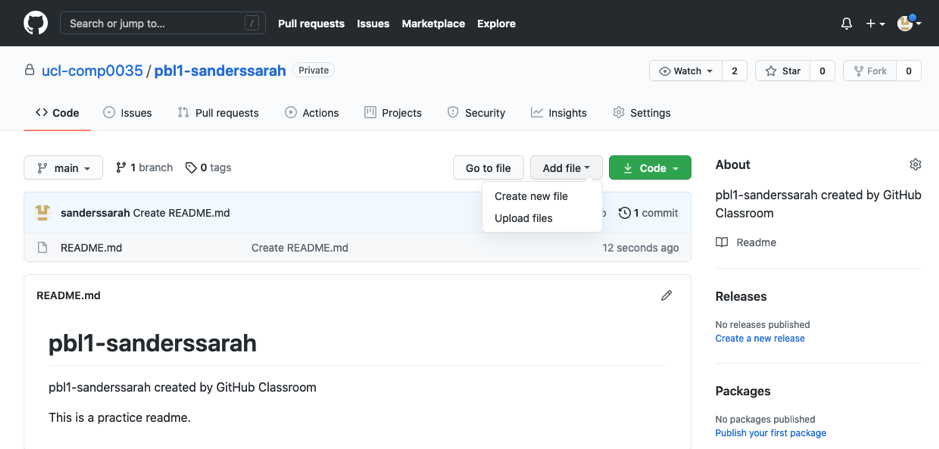 Search or jump to... /
Pull requests Issues Marketplace Explore
ucl-comp0035 / pbl1-sanderssarah Private
Watch 2 Star 0 Fork 0
Code Issues Pull requests Actions Projects Security Insights Settings
main 1 branch 0 tags Go to file Add file Code
Create new file
Upload files
sanderssarah Create README.md 1 commit
README.md Create README.md 12 seconds ago
README.md
pbl1-sanderssarah
pbl1-sanderssarah created by GitHub Classroom
This is a practice readme.
About
pbl1-sanderssarah created by GitHub
Classroom
Readme
Releases
No releases published
Create a new release
Packages
No packages published
Publish your first package